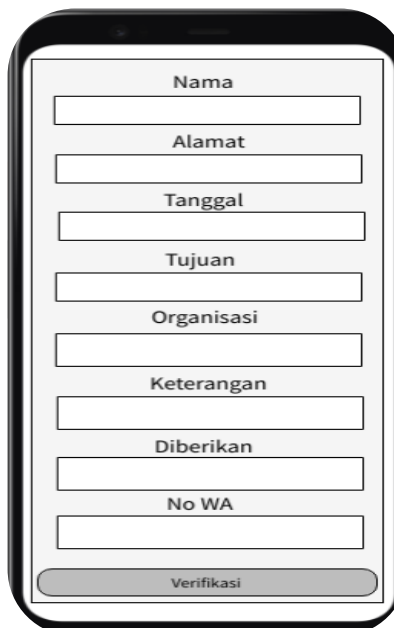 Nama
Alamat
Tanggal
Tujuan
Organisasi
Keterangan
Diberikan
No WA
Verifikasi